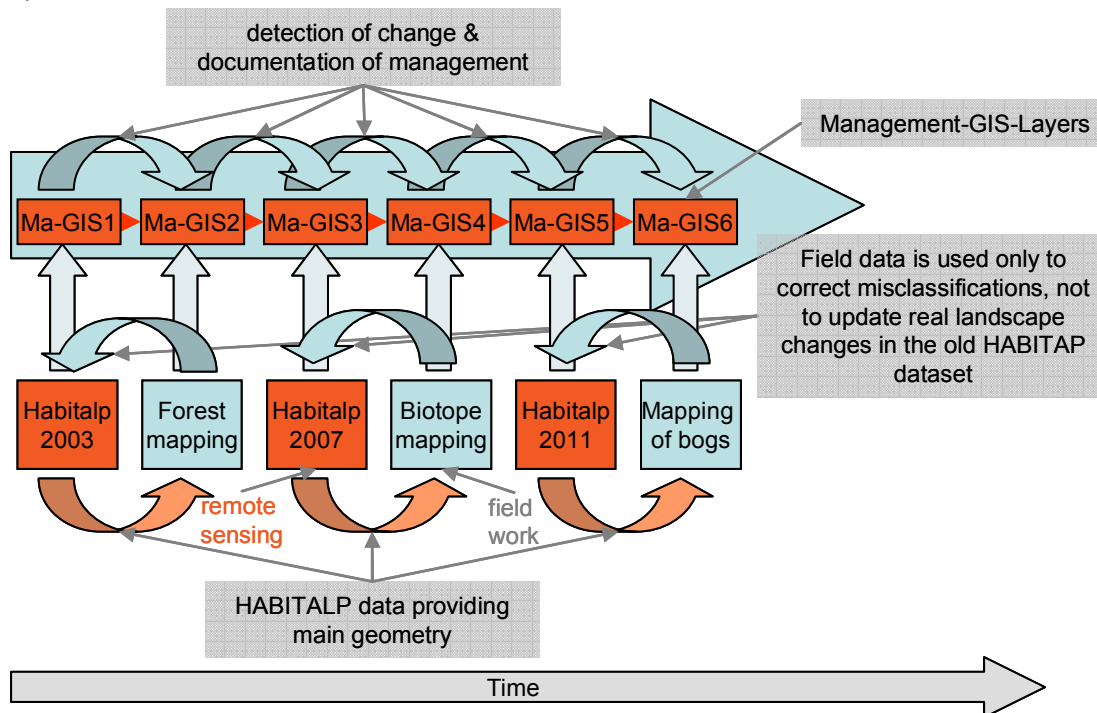 detection of change &
documentation of management
Management-GIS-Layers
Ma-GIS1
Ma-GIS2
Ma-GIS3
Ma-GIS4
Ma-GIS5
Ma-GIS6
Field data is used only to
correct misclassifications, not
to update real landscape
changes in the old HABITAP
dataset
Habitalp
2003
Forest
mapping
Habitalp
2007
Biotope
mapping
Habitalp
2011
Mapping
of bogs
remote
sensing
field
work
HABITALP data providing
main geometry
Time